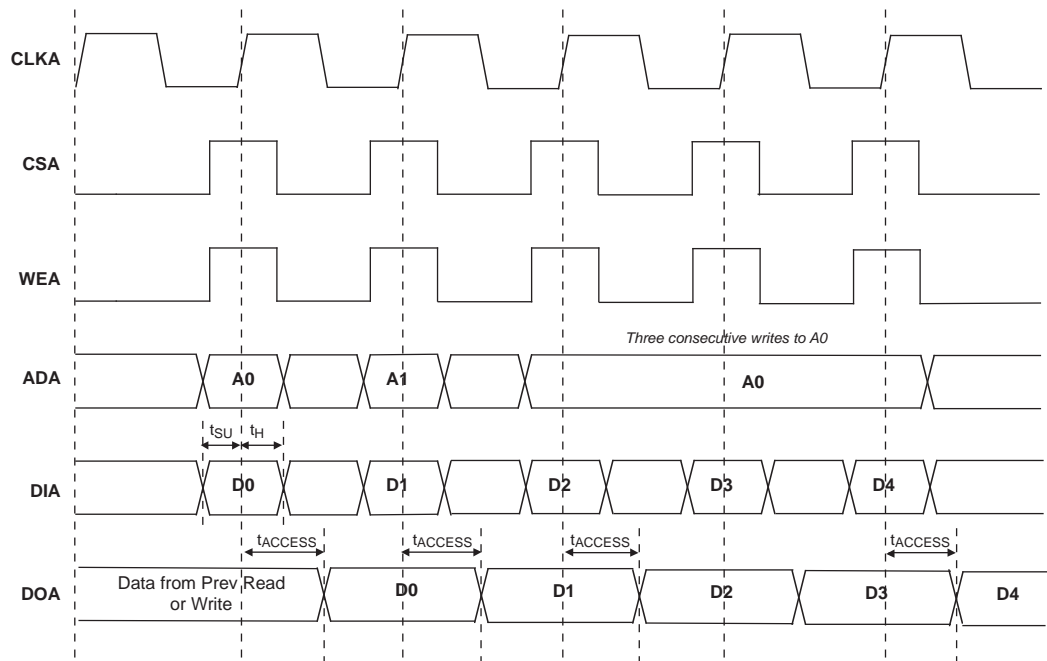 CLKA
CSA
WEA
Three consecutive writes to A0
ADA
A0
A1
A0
tSU
tH
DIA
D0
D1
D2
D3
D4
tACCESS
tACCESS
tACCESS
tACCESS
DOA
Data from Prev Read
or Write
D0
D1
D2
D3
D4